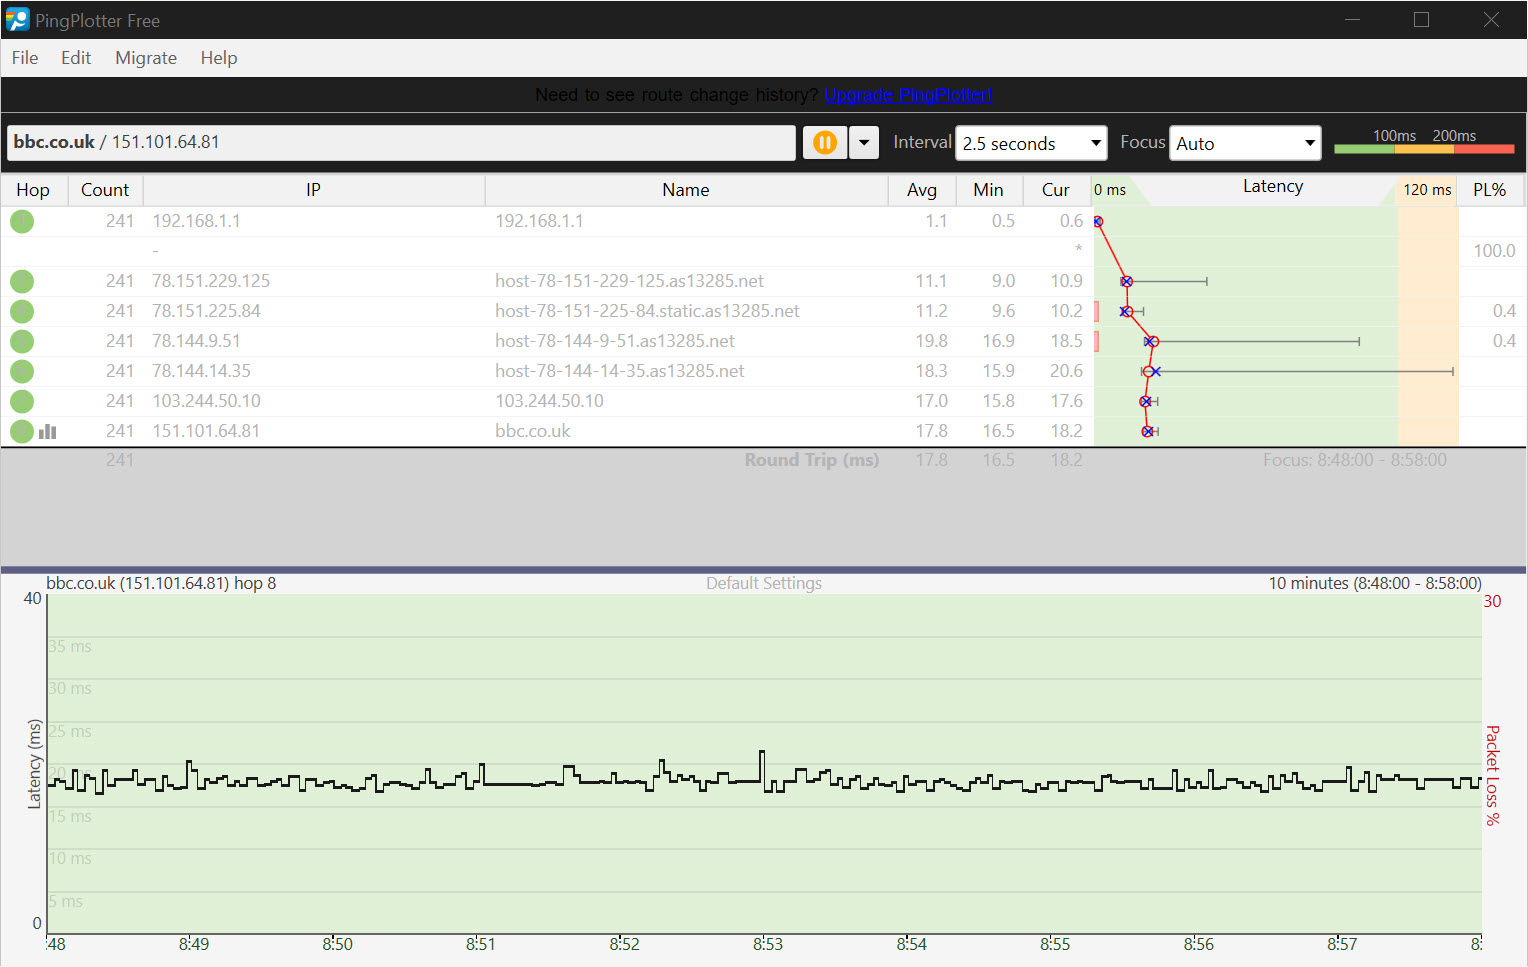 PingPlotter Free
File Edit Migrate Help
Need to see route change history? Upgrade PingPlotter!
bbc.co.uk / 151.101.64.81 Interval 2.5 seconds Focus Auto 100ms 200ms
Hop Count IP Name Avg Min Cur 0 ms Latency 120 ms PL%
241 192.168.1.1 192.168.1.1 1.1 0.5 0.6
- * 100.0
241 78.151.229.125 host-78-151-229-125.as13285.net 11.1 9.0 10.9
241 78.151.225.84 host-78-151-225-84.static.as13285.net 11.2 9.6 10.2 0.4
241 78.144.9.51 host-78-144-9-51.as13285.net 19.8 16.9 18.5 0.4
241 78.144.14.35 host-78-144-14-35.as13285.net 18.3 15.9 20.6
241 103.244.50.10 103.244.50.10 17.0 15.8 17.6
241 151.101.64.81 bbc.co.uk 17.8 16.5 18.2
241 Round Trip (ms) 17.8 16.5 18.2 Focus: 8:48:00 - 8:58:00
bbc.co.uk (151.101.64.81) hop 8 Default Settings 10 minutes (8:48:00 - 8:58:00)
40 30
35 ms
30 ms
25 ms
20 ms
15 ms
10 ms
5 ms
0
Latency (ms)
Packet Loss %
:48 8:49 8:50 8:51 8:52 8:53 8:54 8:55 8:56 8:57 8: